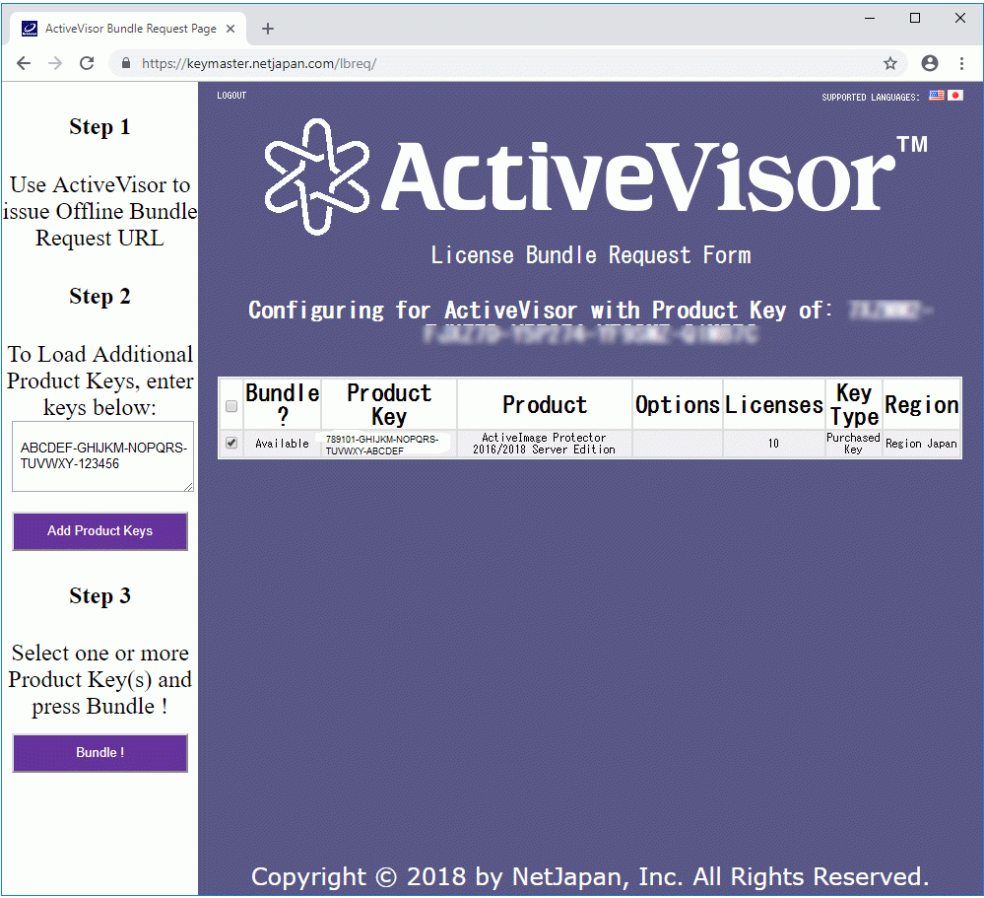 ActiveVisor Bundle Request Page
https://keymaster.netjapan.com/lbreq/
Step 1
Use ActiveVisor to
issue Offline Bundle
Request URL
Step 2
To Load Additional
Product Keys, enter
keys below:
ABCDEF-GHIJKM-NOPQRS-
TUVWXY-123456
Add Product Keys
Step 3
Select one or more
Product Key(s) and
press Bundle !
Bundle !
LOGOUT
SUPPORTED LANGUAGES:
ActiveVisor™
License Bundle Request Form
Configuring for ActiveVisor with Product Key of:
Bundle ? Product Key Product Options Licenses Key Type Region
Available 789101-GHIJKM-NOPQRS-TUVWXY-ABCDEF ActiveImage Protector 2016/2018 Server Edition 10 Purchased Key Region Japan
Copyright © 2018 by NetJapan, Inc. All Rights Reserved.